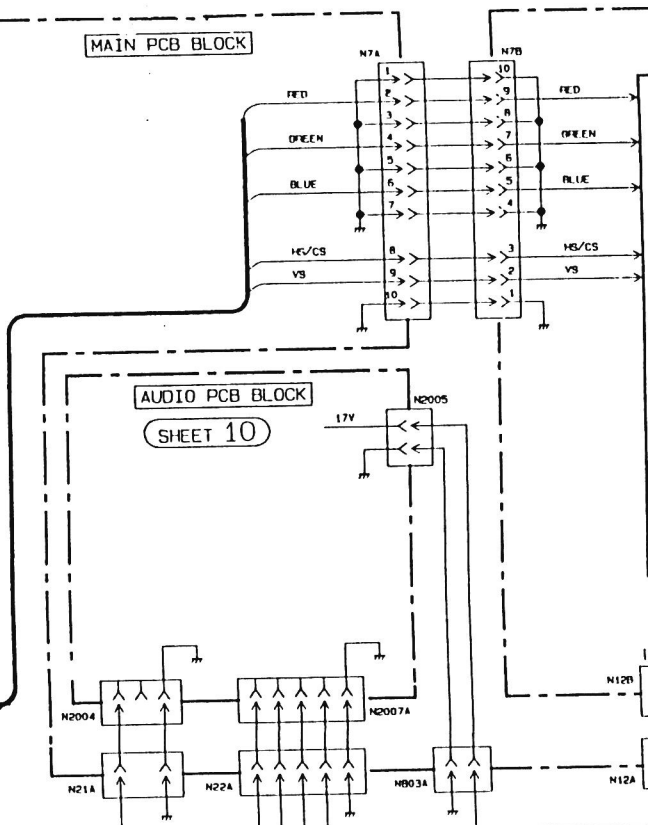 MAIN PCB BLOCK
N7A
N7B
1 10
RED 2 9 RED
3 8
GREEN 4 7 GREEN
5 6
BLUE 6 5 BLUE
7 4
HS/CS 8 3 HS/CS
VS 9 2 VS
10 1
AUDIO PCB BLOCK
SHEET 10
N2005
17V
N2004
N2007A
N12B
N21A
N22A
N803A
N12A